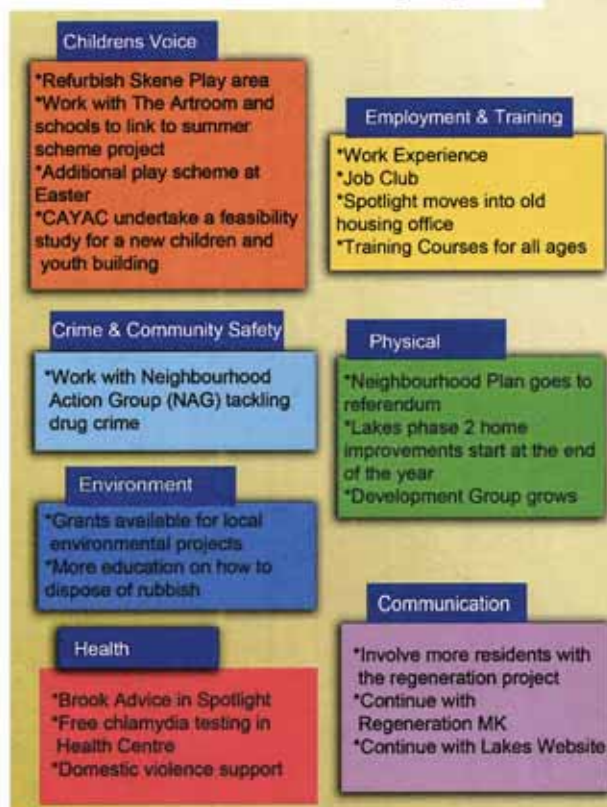 Childrens Voice
*Refurbish Skene Play area
*Work with The Artroom and
schools to link to summer
scheme project
*Additional play scheme at
Easter
*CAYAC undertake a feasibility
study for a new children and
youth building
Employment & Training
*Work Experience
*Job Club
*Spotlight moves into old
housing office
*Training Courses for all ages
Crime & Community Safety
*Work with Neighbourhood
Action Group (NAG) tackling
drug crime
Physical
*Neighbourhood Plan goes to
referendum
*Lakes phase 2 home
improvements start at the end
of the year
*Development Group grows
Environment
*Grants available for local
environmental projects
*More education on how to
dispose of rubbish
Communication
*Involve more residents with
the regeneration project
*Continue with
Regeneration MK
*Continue with Lakes Website
Health
*Brook Advice in Spotlight
*Free chlamydia testing in
Health Centre
*Domestic violence support